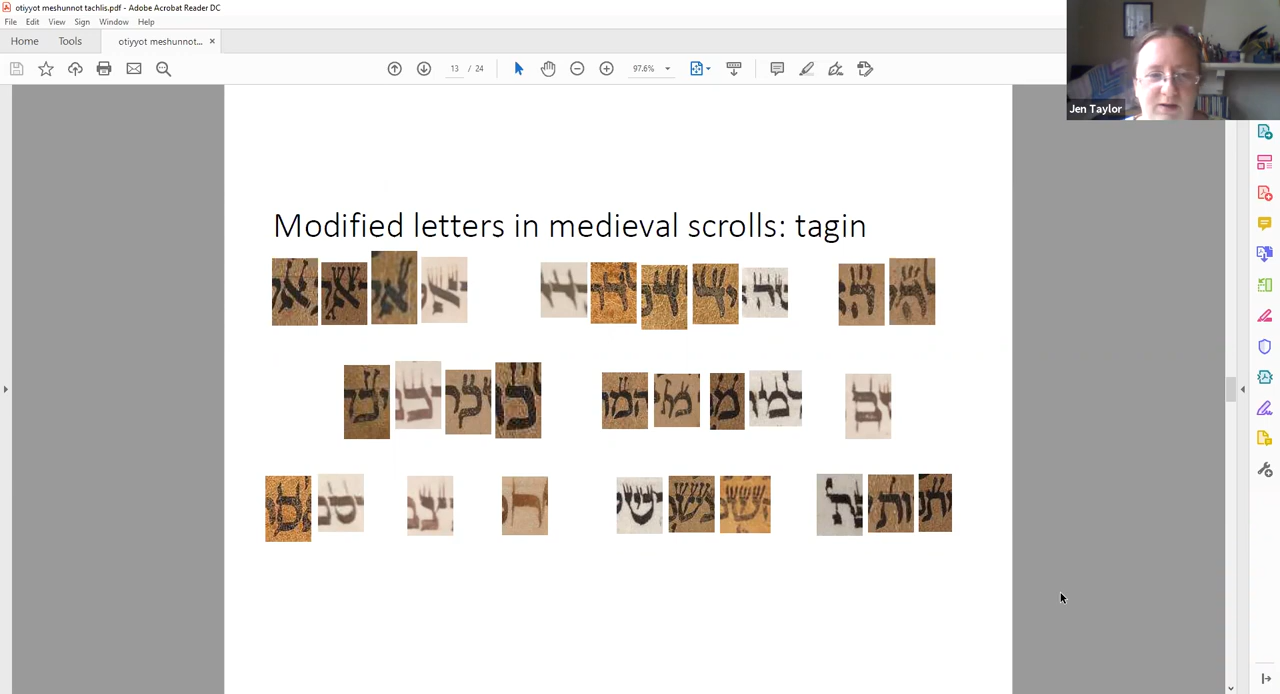 otiyyot meshunnot tachlis.pdf - Adobe Acrobat Reader DC
File Edit View Sign Window Help
Home Tools otiyyot meshunnot... ×
13 / 24 97.6%
Jen Taylor
Modified letters in medieval scrolls: tagin